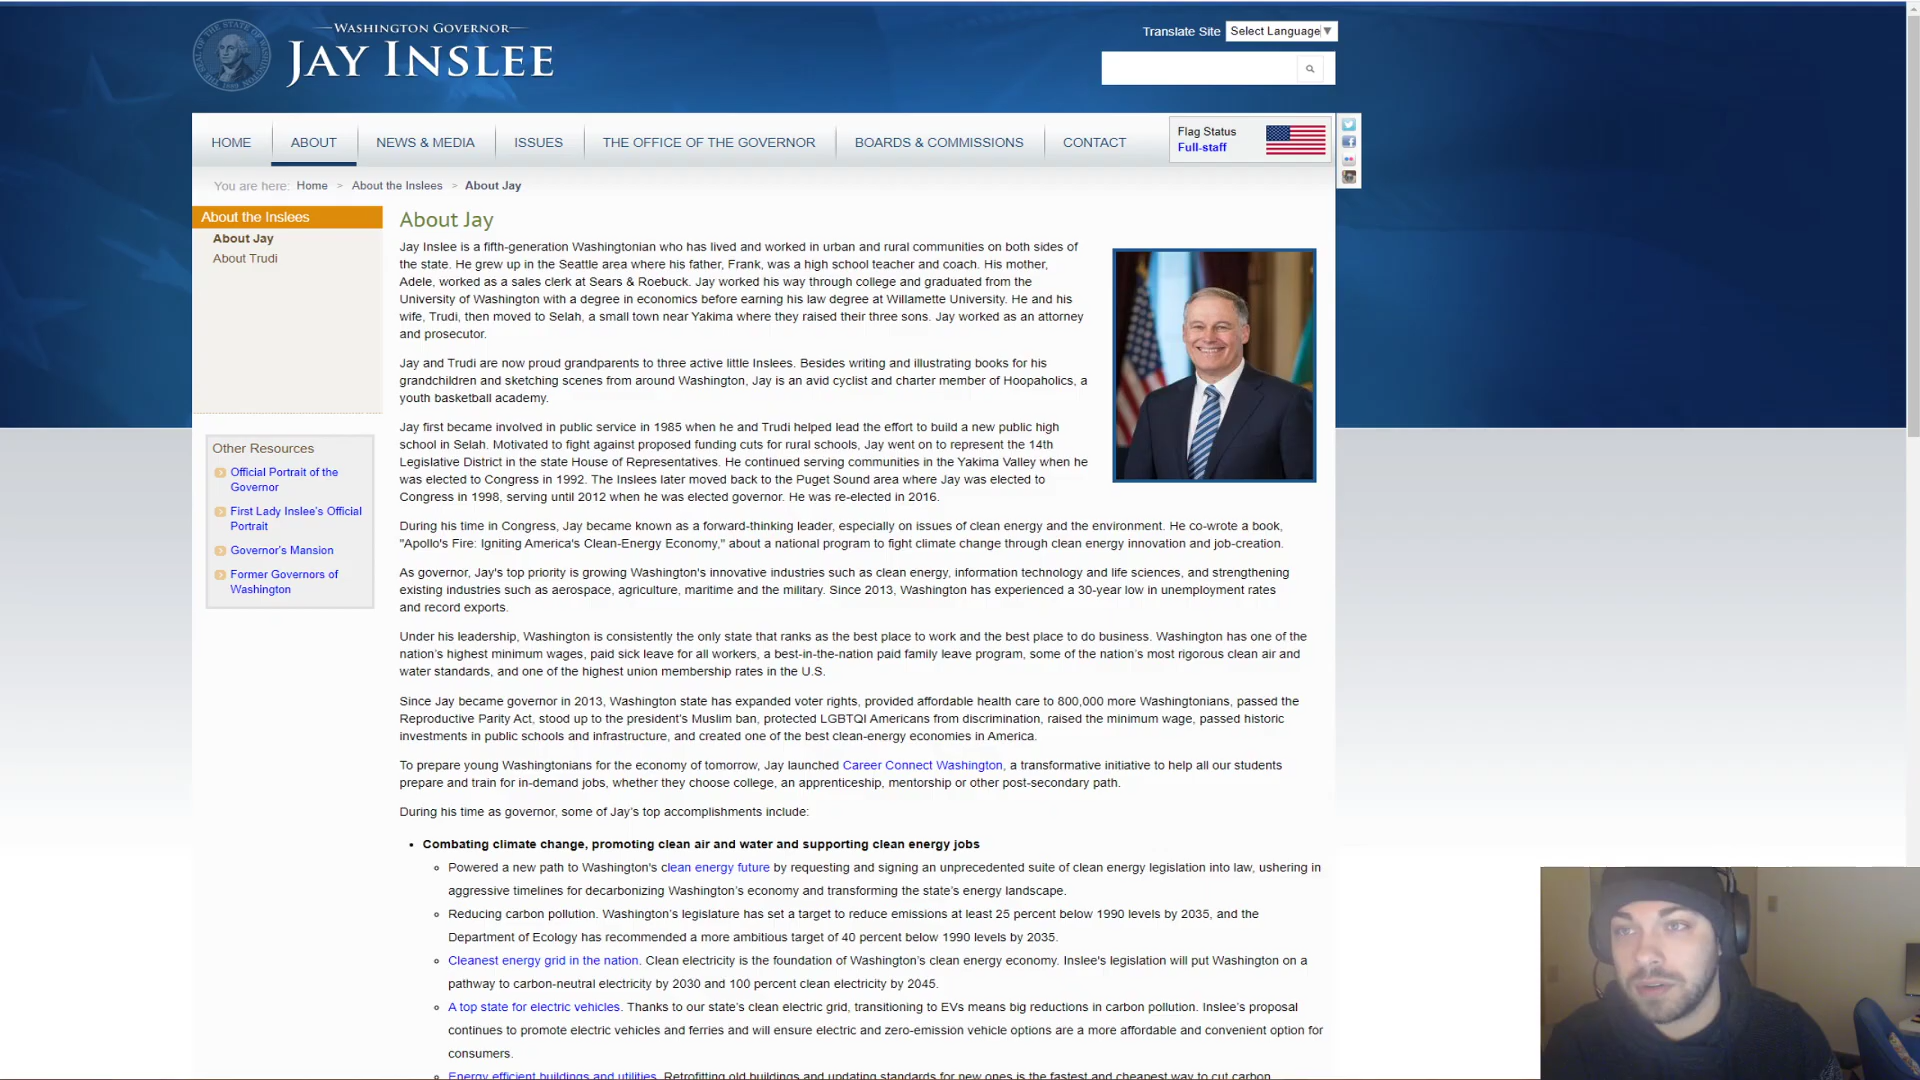 WASHINGTON GOVERNOR
JAY INSLEE
Translate Site
Select Language ▼
HOME
ABOUT
NEWS & MEDIA
ISSUES
THE OFFICE OF THE GOVERNOR
BOARDS & COMMISSIONS
CONTACT
Flag Status
Full-staff
You are here: Home > About the Inslees > About Jay
About the Inslees
About Jay
About Trudi
Other Resources
Official Portrait of the
Governor
First Lady Inslee's Official
Portrait
Governor's Mansion
Former Governors of
Washington
About Jay
Jay Inslee is a fifth-generation Washingtonian who has lived and worked in urban and rural communities on both sides of
the state. He grew up in the Seattle area where his father, Frank, was a high school teacher and coach. His mother,
Adele, worked as a sales clerk at Sears & Roebuck. Jay worked his way through college and graduated from the
University of Washington with a degree in economics before earning his law degree at Willamette University. He and his
wife, Trudi, then moved to Selah, a small town near Yakima where they raised their three sons. Jay worked as an attorney
and prosecutor.
Jay and Trudi are now proud grandparents to three active little Inslees. Besides writing and illustrating books for his
grandchildren and sketching scenes from around Washington, Jay is an avid cyclist and charter member of Hoopaholics, a
youth basketball academy.
Jay first became involved in public service in 1985 when he and Trudi helped lead the effort to build a new public high
school in Selah. Motivated to fight against proposed funding cuts for rural schools, Jay went on to represent the 14th
Legislative District in the state House of Representatives. He continued serving communities in the Yakima Valley when he
was elected to Congress in 1992. The Inslees later moved back to the Puget Sound area where Jay was elected to
Congress in 1998, serving until 2012 when he was elected governor. He was re-elected in 2016.
During his time in Congress, Jay became known as a forward-thinking leader, especially on issues of clean energy and the environment. He co-wrote a book,
"Apollo's Fire: Igniting America's Clean-Energy Economy," about a national program to fight climate change through clean energy innovation and job-creation.
As governor, Jay's top priority is growing Washington's innovative industries such as clean energy, information technology and life sciences, and strengthening
existing industries such as aerospace, agriculture, maritime and the military. Since 2013, Washington has experienced a 30-year low in unemployment rates
and record exports.
Under his leadership, Washington is consistently the only state that ranks as the best place to work and the best place to do business. Washington has one of the
nation's highest minimum wages, paid sick leave for all workers, a best-in-the-nation paid family leave program, some of the nation's most rigorous clean air and
water standards, and one of the highest union membership rates in the U.S.
Since Jay became governor in 2013, Washington state has expanded voter rights, provided affordable health care to 800,000 more Washingtonians, passed the
Reproductive Parity Act, stood up to the president's Muslim ban, protected LGBTQI Americans from discrimination, raised the minimum wage, passed historic
investments in public schools and infrastructure, and created one of the best clean-energy economies in America.
To prepare young Washingtonians for the economy of tomorrow, Jay launched Career Connect Washington, a transformative initiative to help all our students
prepare and train for in-demand jobs, whether they choose college, an apprenticeship, mentorship or other post-secondary path.
During his time as governor, some of Jay's top accomplishments include:
• Combating climate change, promoting clean air and water and supporting clean energy jobs
Powered a new path to Washington's clean energy future by requesting and signing an unprecedented suite of clean energy legislation into law, ushering in
aggressive timelines for decarbonizing Washington's economy and transforming the state's energy landscape.
Reducing carbon pollution. Washington's legislature has set a target to reduce emissions at least 25 percent below 1990 levels by 2035, and the
Department of Ecology has recommended a more ambitious target of 40 percent below 1990 levels by 2035.
Cleanest energy grid in the nation. Clean electricity is the foundation of Washington's clean energy economy. Inslee's legislation will put Washington on a
pathway to carbon-neutral electricity by 2030 and 100 percent clean electricity by 2045.
A top state for electric vehicles. Thanks to our state's clean electric grid, transitioning to EVs means big reductions in carbon pollution. Inslee's proposal
continues to promote electric vehicles and ferries and will ensure electric and zero-emission vehicle options are a more affordable and convenient option for
consumers.
Energy efficient buildings and utilities. Retrofitting old buildings and updating standards for new ones is the fastest and cheapest way to cut carbon